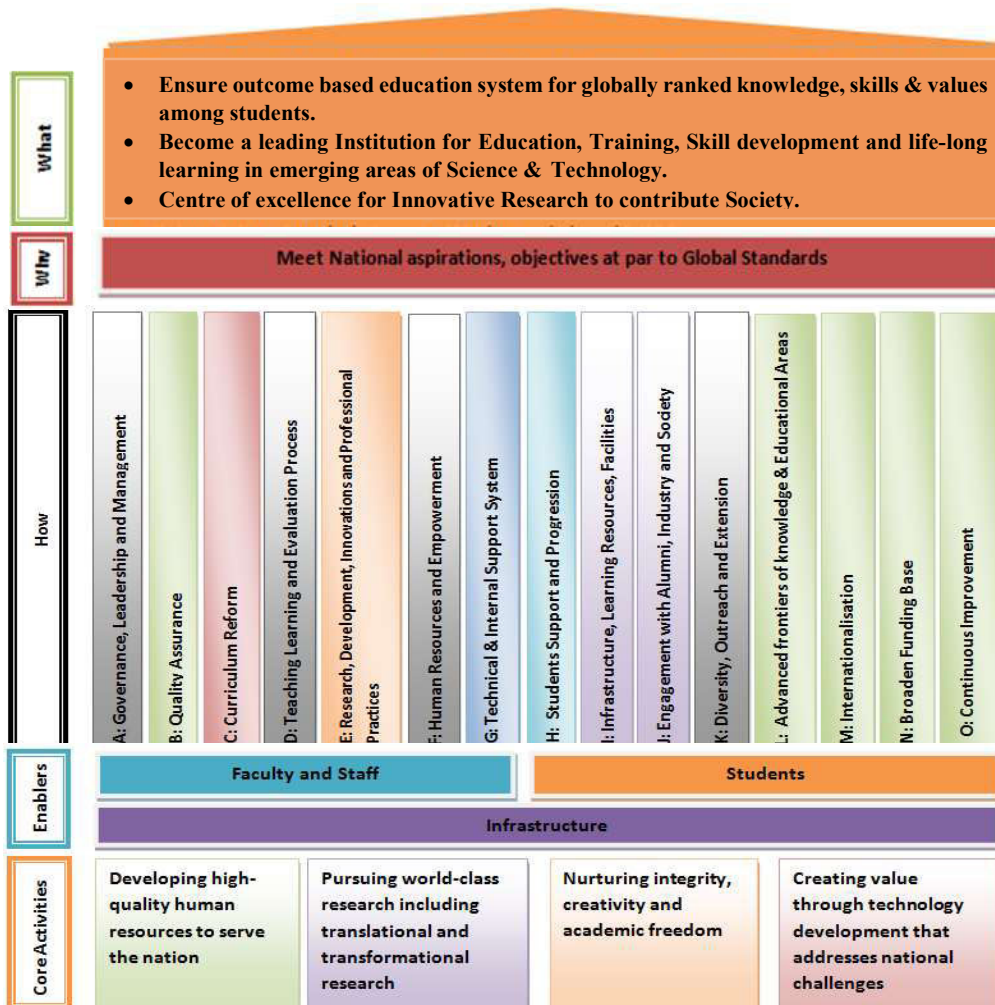 What
• Ensure outcome based education system for globally ranked knowledge, skills & values
among students.
• Become a leading Institution for Education, Training, Skill development and life-long
learning in emerging areas of Science & Technology.
• Centre of excellence for Innovative Research to contribute Society.
Why
Meet National aspirations, objectives at par to Global Standards
How
A: Governance, Leadership and Management
B: Quality Assurance
C: Curriculum Reform
D: Teaching Learning and Evaluation Process
E: Research, Development, Innovations and Professional
Practices
F: Human Resources and Empowerment
G: Technical & Internal Support System
H: Students Support and Progression
I: Infrastructure, Learning Resources, Facilities
J: Engagement with Alumni, Industry and Society
K: Diversity, Outreach and Extension
L: Advanced frontiers of knowledge & Educational Areas
M: Internationalisation
N: Broaden Funding Base
O: Continuous Improvement
Enablers
Faculty and Staff
Students
Infrastructure
Core Activities
Developing high-
quality human
resources to serve
the nation
Pursuing world-class
research including
translational and
transformational
research
Nurturing integrity,
creativity and
academic freedom
Creating value
through technology
development that
addresses national
challenges